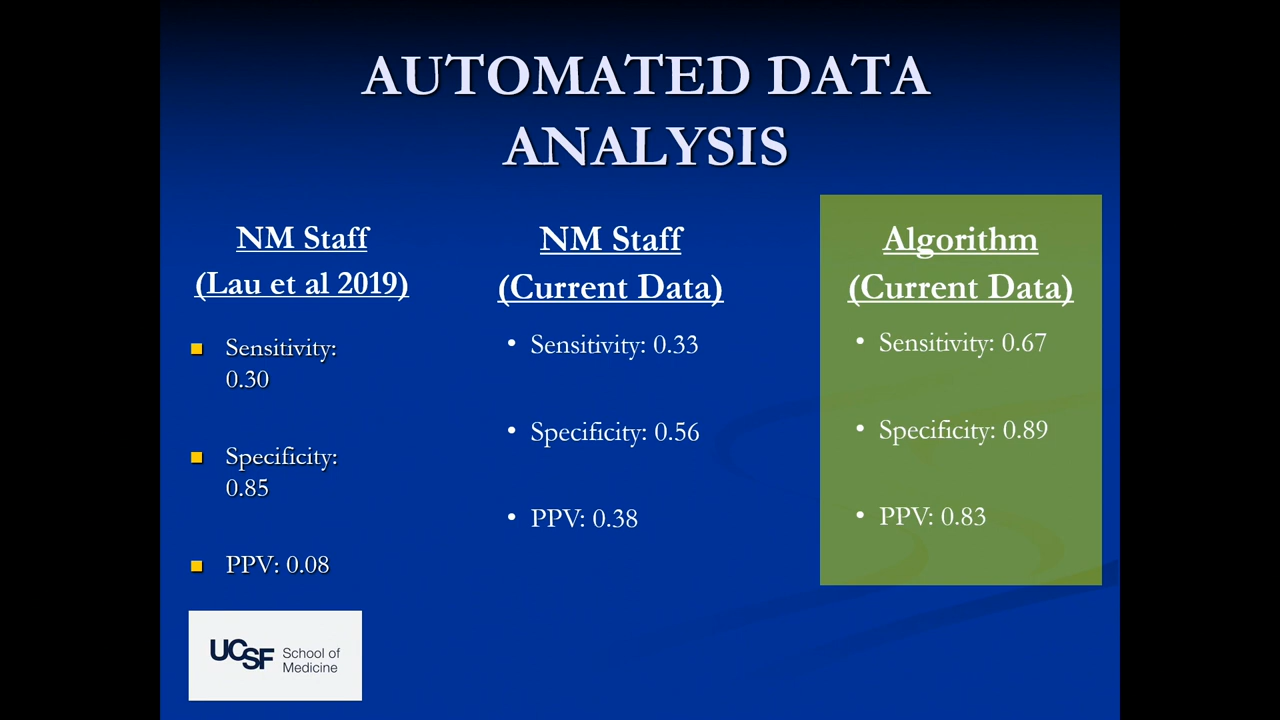 AUTOMATED DATA
ANALYSIS
NM Staff
(Lau et al 2019)
Sensitivity:
0.30
Specificity:
0.85
PPV: 0.08
NM Staff
(Current Data)
Sensitivity: 0.33
Specificity: 0.56
PPV: 0.38
Algorithm
(Current Data)
Sensitivity: 0.67
Specificity: 0.89
PPV: 0.83
UCSF School of
Medicine